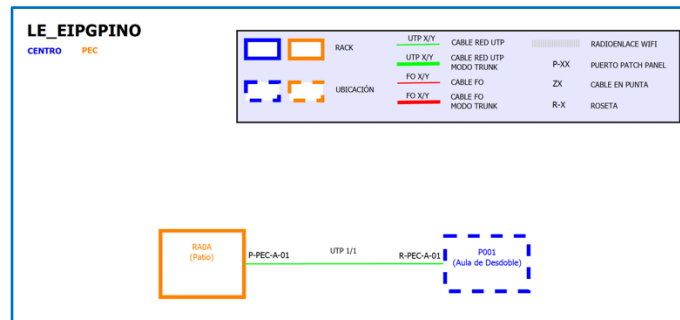 LE_EIPGPINO
CENTRO PEC
RACK
UBICACIÓN
UTP X/Y CABLE RED UTP
UTP X/Y CABLE RED UTP
MODO TRUNK
FO X/Y CABLE FO
FO X/Y CABLE FO
MODO TRUNK
RADIOENLACE WIFI
P-XX PUERTO PATCH PANEL
ZX CABLE EN PUNTA
R-X ROSETA
RA0A
(Patio)
P-PEC-A-01 UTP 1/1 R-PEC-A-01
P001
(Aula de Desdoble)